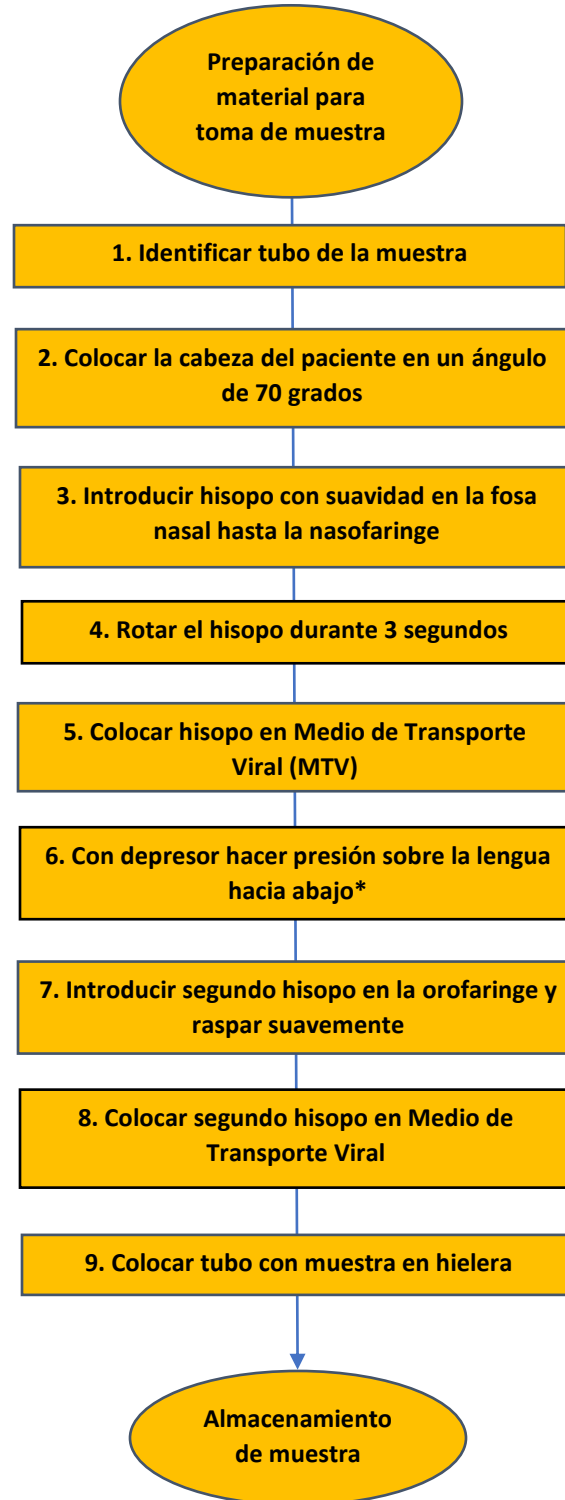 Preparación de
material para
toma de muestra
1. Identificar tubo de la muestra
2. Colocar la cabeza del paciente en un ángulo
de 70 grados
3. Introducir hisopo con suavidad en la fosa
nasal hasta la nasofaringe
4. Rotar el hisopo durante 3 segundos
5. Colocar hisopo en Medio de Transporte
Viral (MTV)
6. Con depresor hacer presión sobre la lengua
hacia abajo*
7. Introducir segundo hisopo en la orofaringe y
raspar suavemente
8. Colocar segundo hisopo en Medio de
Transporte Viral
9. Colocar tubo con muestra en hielera
Almacenamiento
de muestra